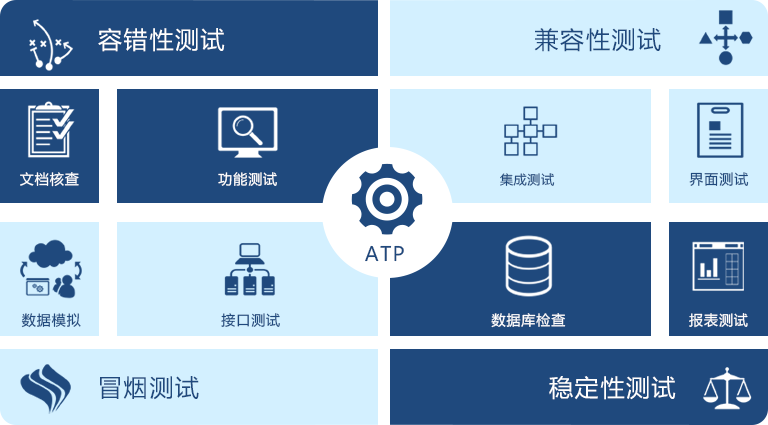 容错性测试
兼容性测试
文档核查
功能测试
集成测试
界面测试
ATP
数据模拟
接口测试
数据库检查
报表测试
冒烟测试
稳定性测试